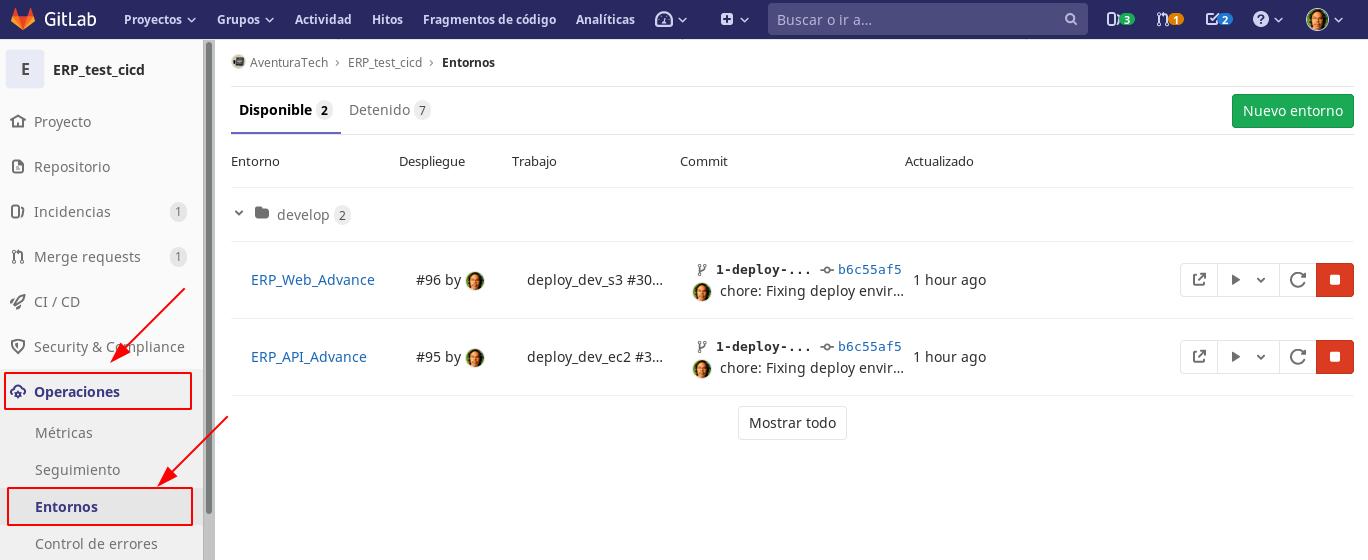 GitLab Proyectos Grupos Actividad Hitos Fragmentos de código Analíticas Buscar o ir a... 3 1 2
E ERP_test_cicd
Proyecto
Repositorio
Incidencias 1
Merge requests 1
CI / CD
Security & Compliance
Operaciones
Métricas
Seguimiento
Entornos
Control de errores
AventuraTech › ERP_test_cicd › Entornos
Disponible 2 Detenido 7 Nuevo entorno
Entorno Despliegue Trabajo Commit Actualizado
develop 2
ERP_Web_Advance #96 by deploy_dev_s3 #30... 1-deploy-... b6c55af5 1 hour ago
chore: Fixing deploy envir...
ERP_API_Advance #95 by deploy_dev_ec2 #3... 1-deploy-... b6c55af5 1 hour ago
chore: Fixing deploy envir...
Mostrar todo